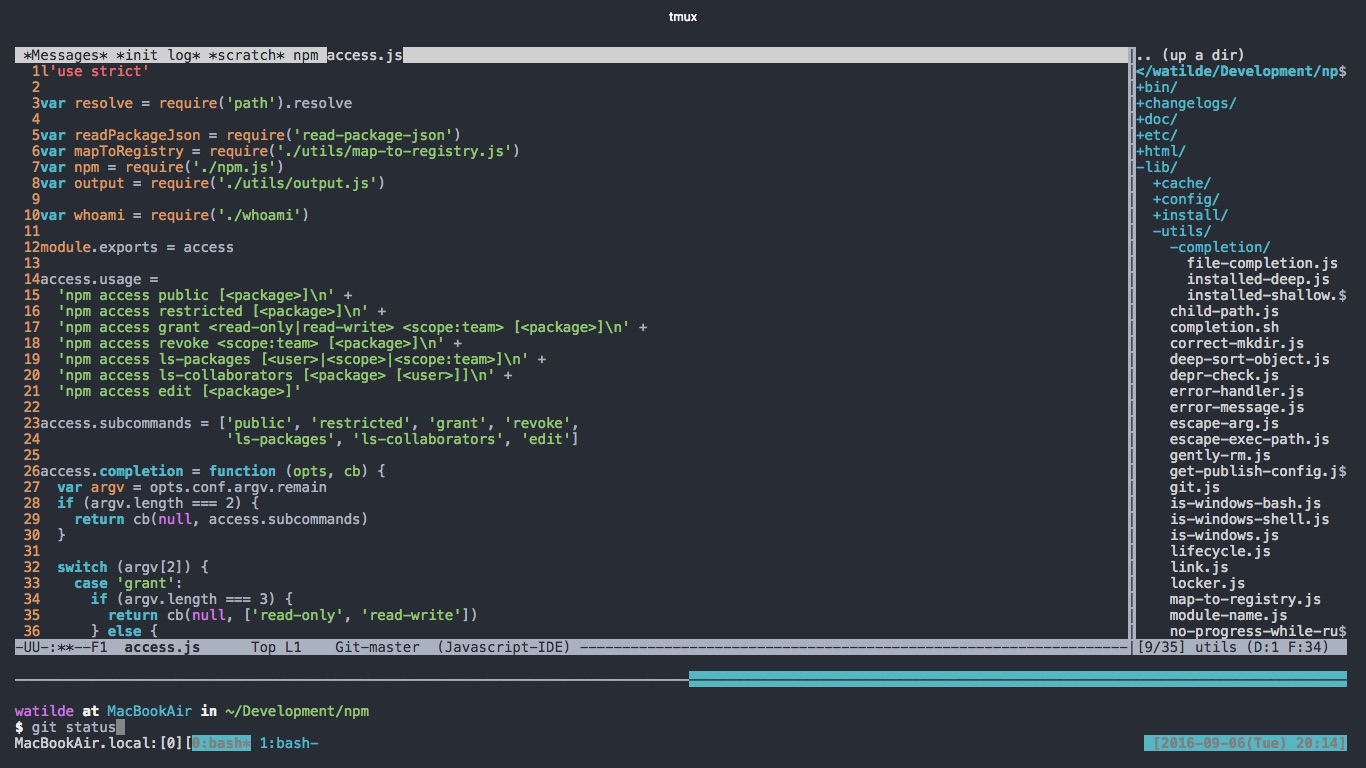 tmux
*Messages* *init log* *scratch* npm access.js
1l'use strict'
2
3var resolve = require('path').resolve
4
5var readPackageJson = require('read-package-json')
6var mapToRegistry = require('./utils/map-to-registry.js')
7var npm = require('./npm.js')
8var output = require('./utils/output.js')
9
10var whoami = require('./whoami')
11
12module.exports = access
13
14access.usage =
15  'npm access public [<package>]\n' +
16  'npm access restricted [<package>]\n' +
17  'npm access grant <read-only|read-write> <scope:team> [<package>]\n' +
18  'npm access revoke <scope:team> [<package>]\n' +
19  'npm access ls-packages [<user>|<scope>|<scope:team>]\n' +
20  'npm access ls-collaborators [<package> [<user>]]\n' +
21  'npm access edit [<package>]'
22
23access.subcommands = ['public', 'restricted', 'grant', 'revoke',
24                      'ls-packages', 'ls-collaborators', 'edit']
25
26access.completion = function (opts, cb) {
27  var argv = opts.conf.argv.remain
28  if (argv.length === 2) {
29    return cb(null, access.subcommands)
30  }
31
32  switch (argv[2]) {
33    case 'grant':
34      if (argv.length === 3) {
35        return cb(null, ['read-only', 'read-write'])
36      } else {
-UU-:**--F1  access.js      Top L1    Git-master  (Javascript-IDE) -----------------------------------------------------------------
.. (up a dir)
</watilde/Development/np$
+bin/
+changelogs/
+doc/
+etc/
+html/
-lib/
+cache/
+config/
+install/
-utils/
-completion/
file-completion.js
installed-deep.js
installed-shallow.$
child-path.js
completion.sh
correct-mkdir.js
deep-sort-object.js
depr-check.js
error-handler.js
error-message.js
escape-arg.js
escape-exec-path.js
gently-rm.js
get-publish-config.j$
git.js
is-windows-bash.js
is-windows-shell.js
is-windows.js
lifecycle.js
link.js
locker.js
map-to-registry.js
module-name.js
no-progress-while-ru$
[9/35] utils (D:1 F:34)
watilde at MacBookAir in ~/Development/npm
$ git status
MacBookAir.local:[0][0:bash* 1:bash- [2016-09-06(Tue) 20:14]